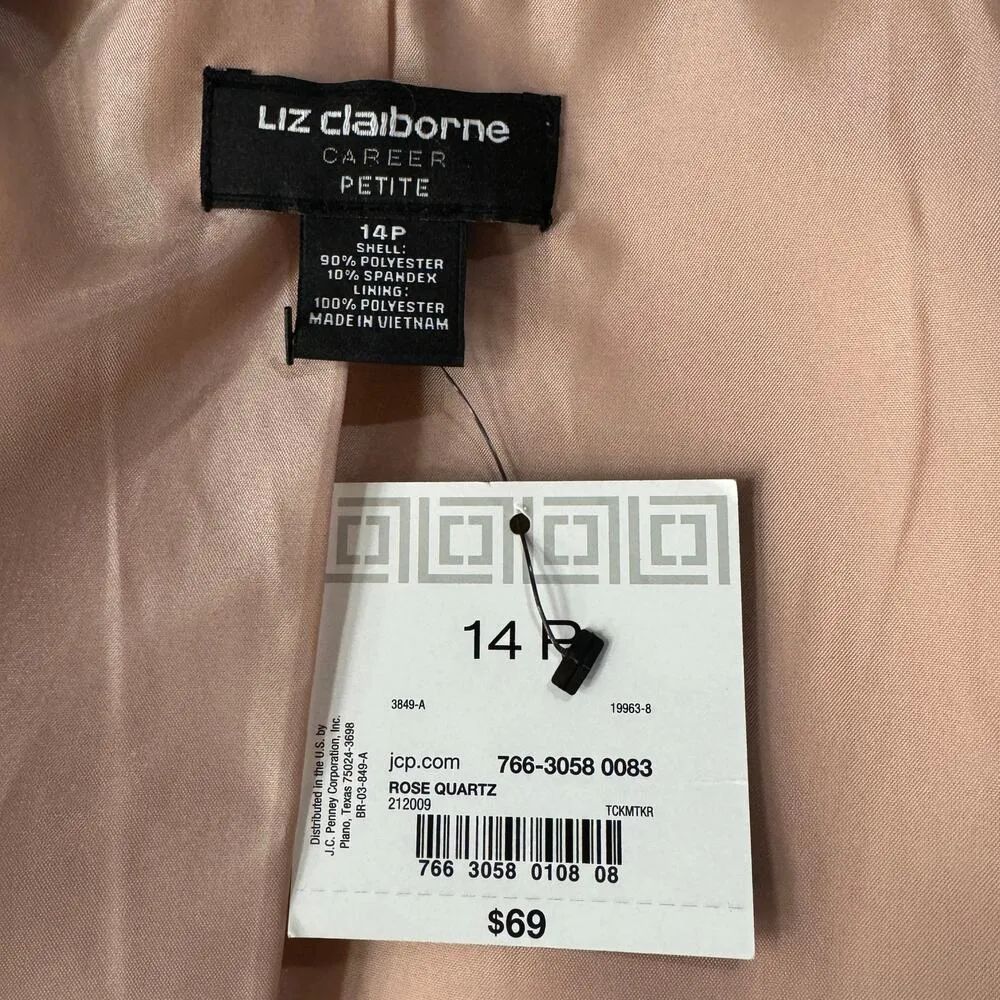 Liz claiborne
CAREER
PETITE
14P
SHELL:
90% POLYESTER
10% SPANDEX
LINING:
100% POLYESTER
MADE IN VIETNAM
14 P
3849-A 19963-8
Distributed in the U.S. by
J.C. Penney Corporation, Inc.
Plano, Texas 75024-3698
BR-03-849-A
jcp.com 766-3058 0083
ROSE QUARTZ
212009 TCKMTKR
766 3058 0108 08
$69